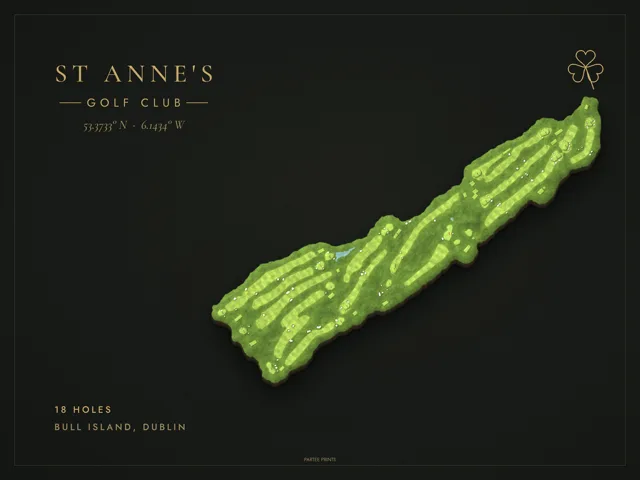 ST ANNE'S
GOLF CLUB
53.3733° N - 6.1434° W
18 HOLES
BULL ISLAND, DUBLIN
PARTEE PRINTS